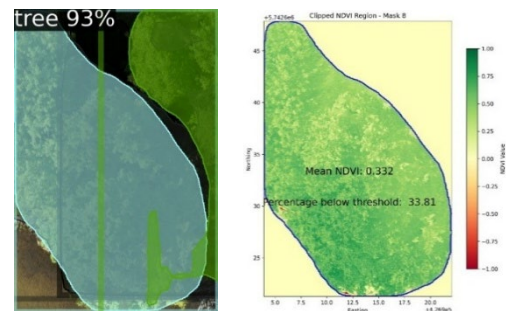 tree 93%
Clipped NDVI Region - Mask 8
+5.7426e6
45
40
35
30
25
Northing
Mean NDVI: 0.332
Percentage below threshold: 33.81
5.0 7.5 10.0 12.5 15.0 17.5 20.0
Easting
1.00
0.75
0.50
0.25
0.00
−0.25
−0.50
−0.75
−1.00
NDVI Value